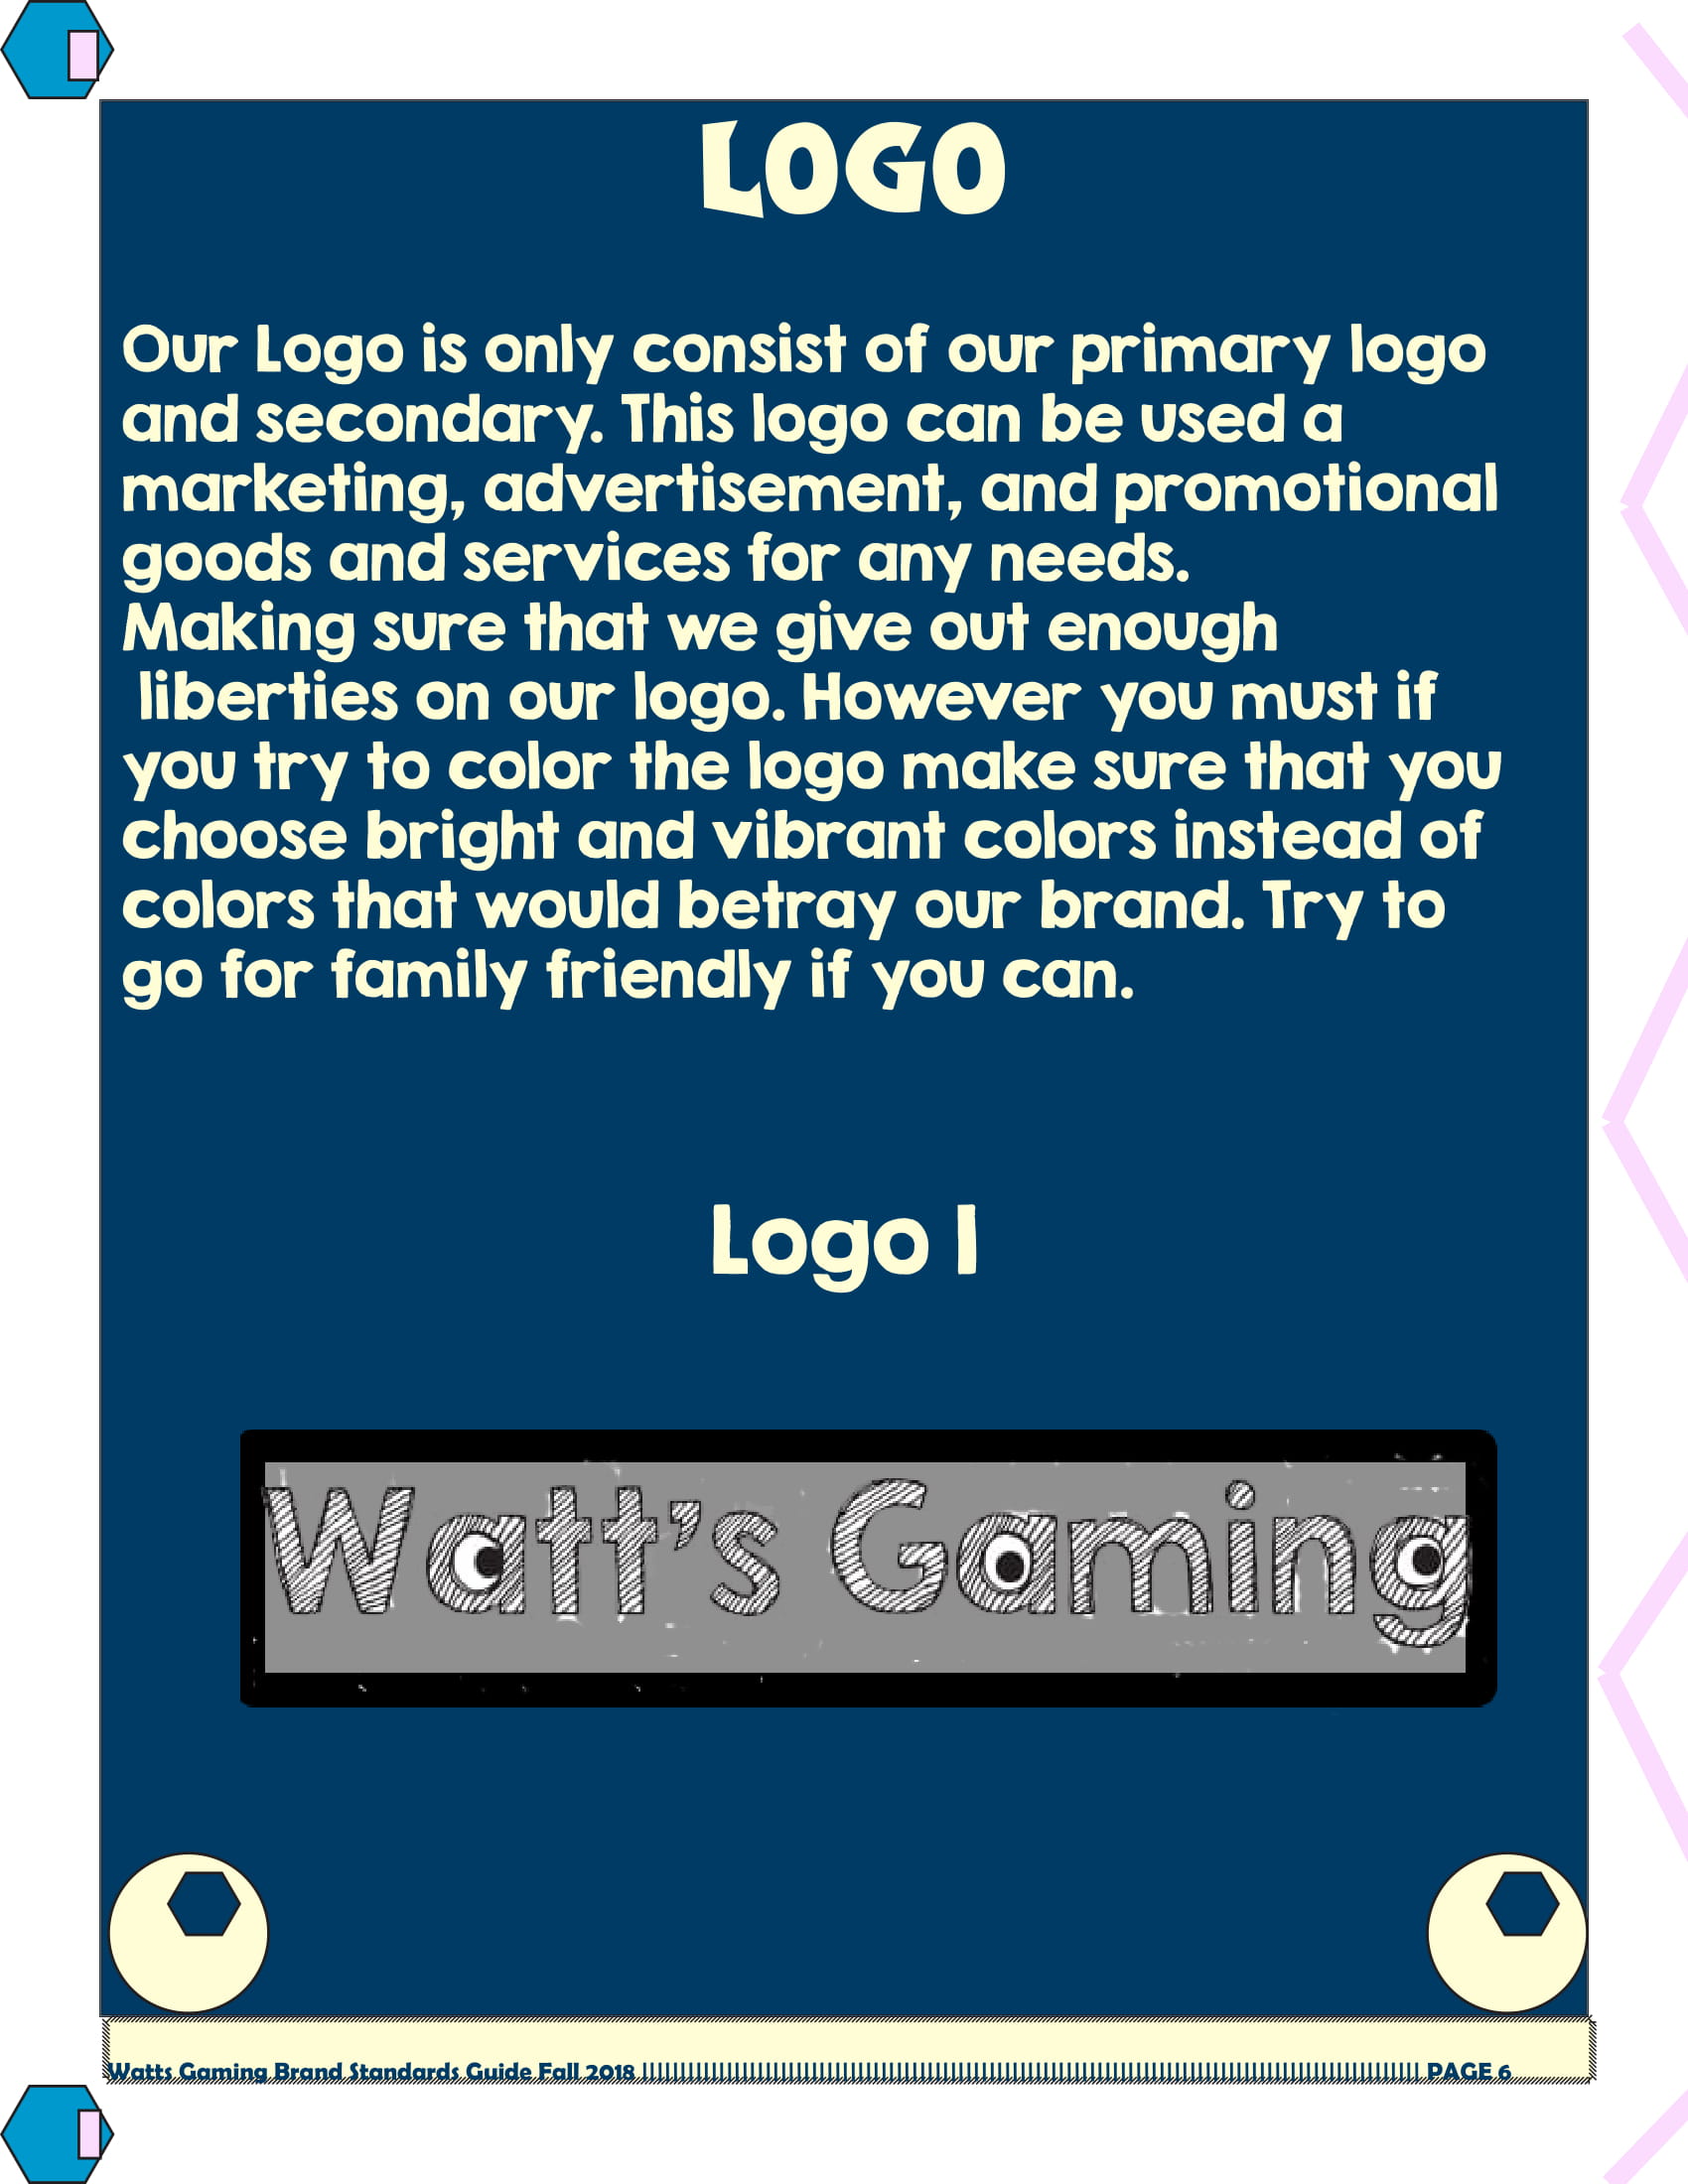 LOGO
Our Logo is only consist of our primary logo
and secondary. This logo can be used a
marketing, advertisement, and promotional
goods and services for any needs.
Making sure that we give out enough
liberties on our logo. However you must if
you try to color the logo make sure that you
choose bright and vibrant colors instead of
colors that would betray our brand. Try to
go for family friendly if you can.
Logo 1
Watt's Gaming
Watts Gaming Brand Standards Guide Fall 2018 ||||||||||||||||||||||||||||||||||||||||||||||||||||||||||||||||||||||||||||||||||||||||||||||||||||| PAGE 6